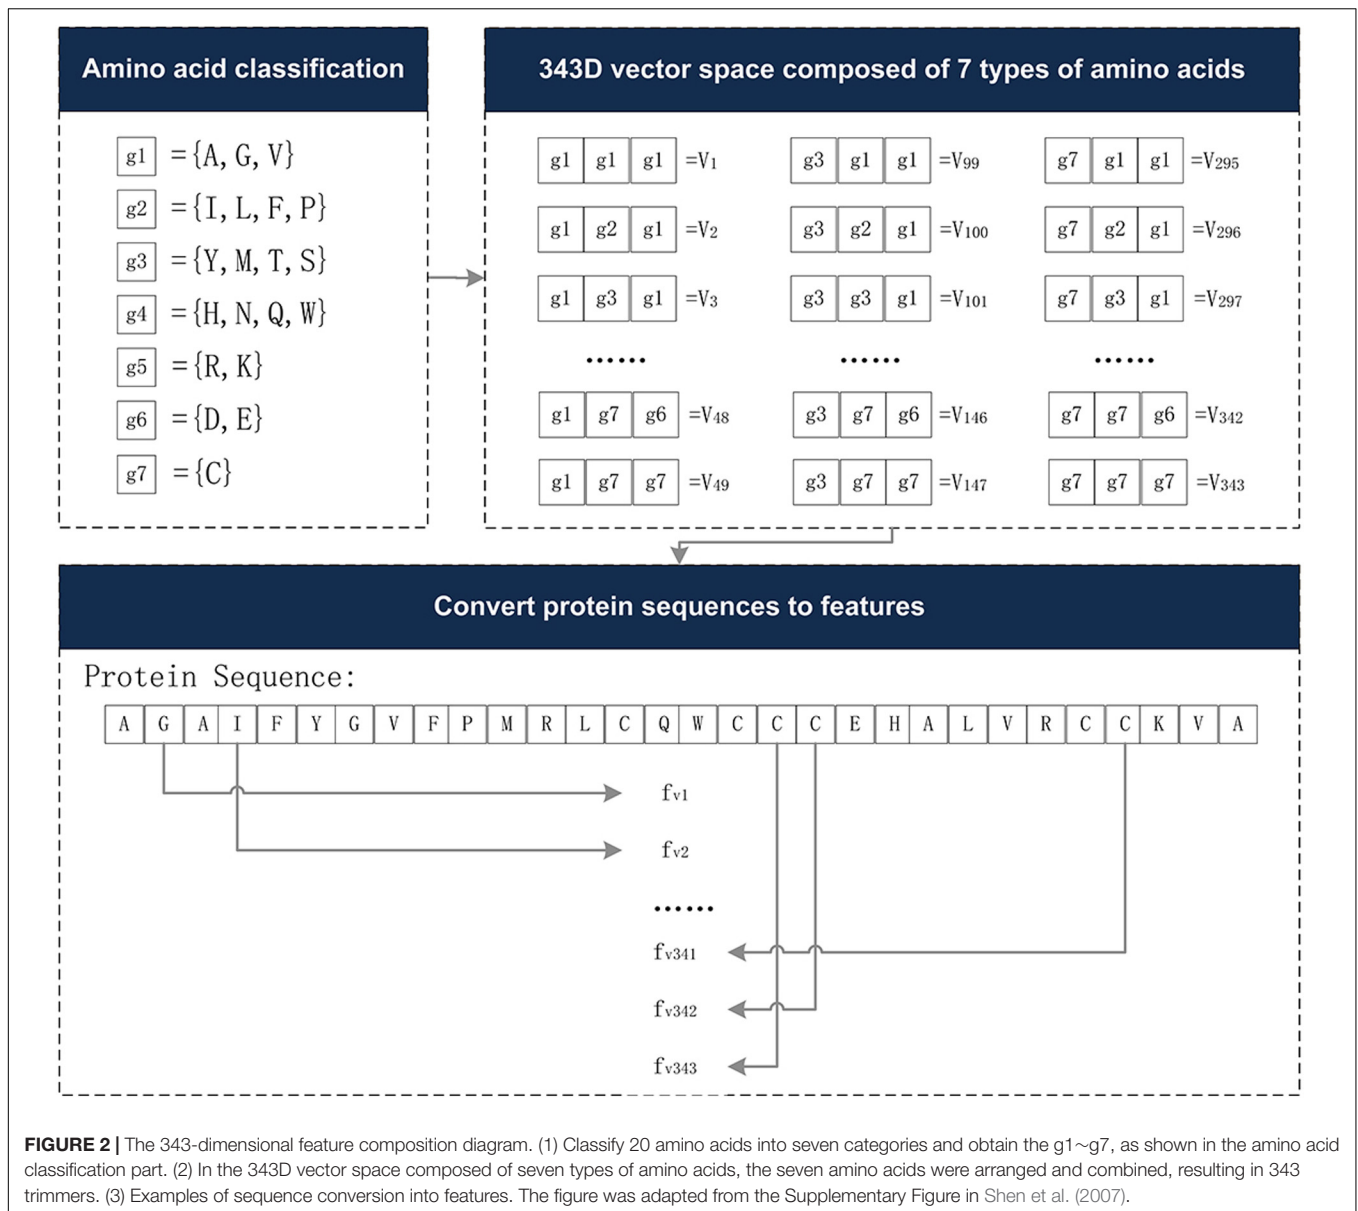 Amino acid classification
g1 ={A, G, V}
g2 ={I, L, F, P}
g3 ={Y, M, T, S}
g4 ={H, N, Q, W}
g5 ={R, K}
g6 ={D, E}
g7 ={C}
343D vector space composed of 7 types of amino acids
g1 g1 g1 =V1 g3 g1 g1 =V99 g7 g1 g1 =V295
g1 g2 g1 =V2 g3 g2 g1 =V100 g7 g2 g1 =V296
g1 g3 g1 =V3 g3 g3 g1 =V101 g7 g3 g1 =V297
...... ...... ......
g1 g7 g6 =V48 g3 g7 g6 =V146 g7 g7 g6 =V342
g1 g7 g7 =V49 g3 g7 g7 =V147 g7 g7 g7 =V343
Convert protein sequences to features
Protein Sequence:
A G A I F Y G V F P M R L C Q W C C C E H A L V R C C K V A
fv1
fv2
......
fv341
fv342
fv343
FIGURE 2 | The 343-dimensional feature composition diagram. (1) Classify 20 amino acids into seven categories and obtain the g1~g7, as shown in the amino acid
classification part. (2) In the 343D vector space composed of seven types of amino acids, the seven amino acids were arranged and combined, resulting in 343
trimmers. (3) Examples of sequence conversion into features. The figure was adapted from the Supplementary Figure in Shen et al. (2007).